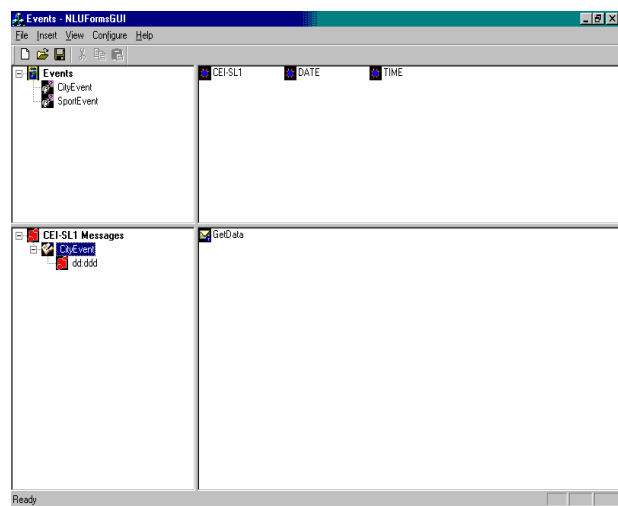 Events - NLUFormsGUI
File Insert View Configure Help
Events
CityEvent
SportEvent
CEI-SL1 DATE TIME
CEI-SL1 Messages
CityEvent
dd:ddd
GetData
Ready